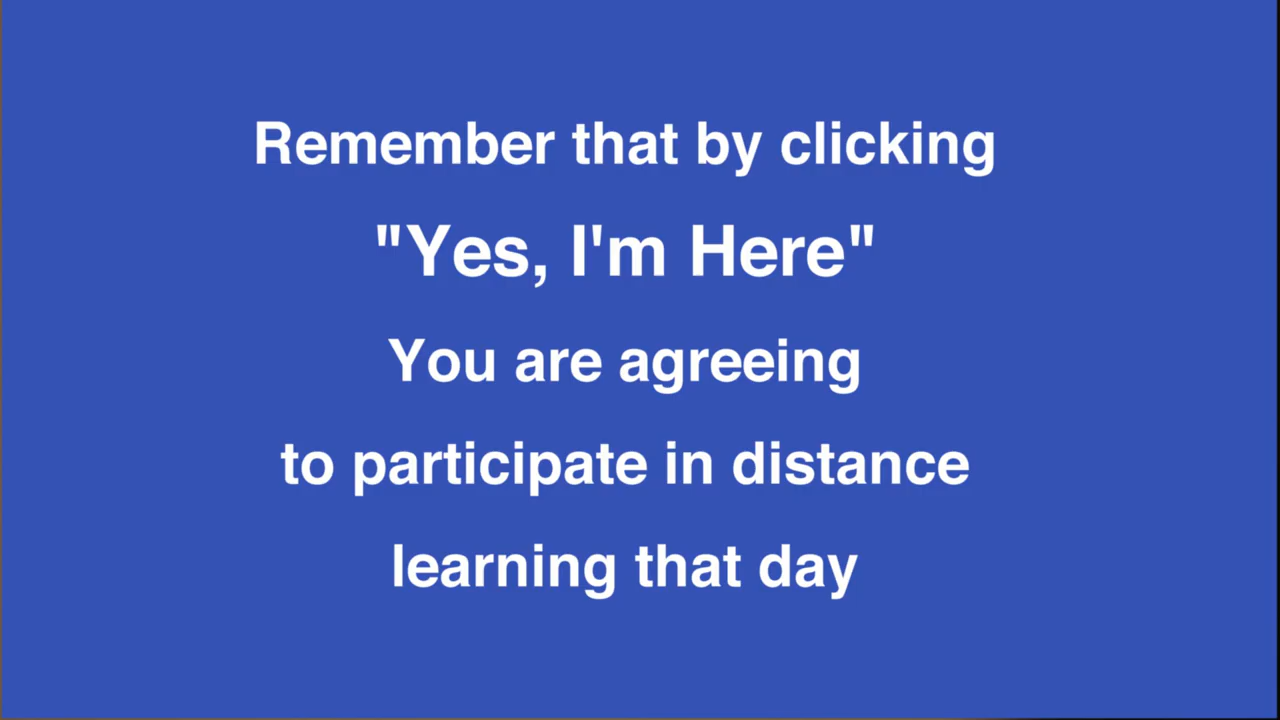 Remember that by clicking
"Yes, I'm Here"
You are agreeing
to participate in distance
learning that day